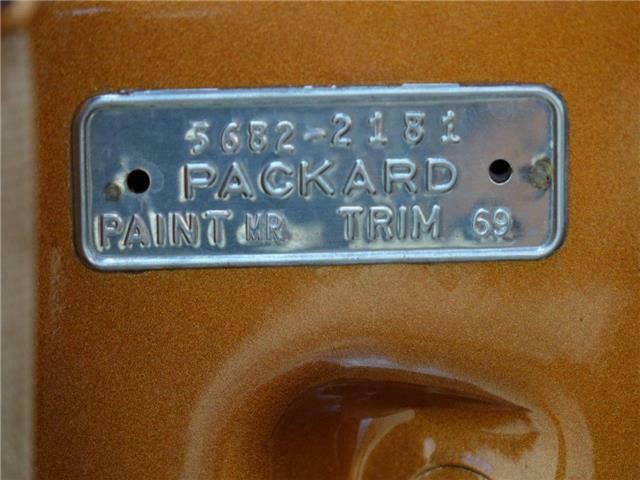 5682-2181
PACKARD
PAINT MR TRIM 69